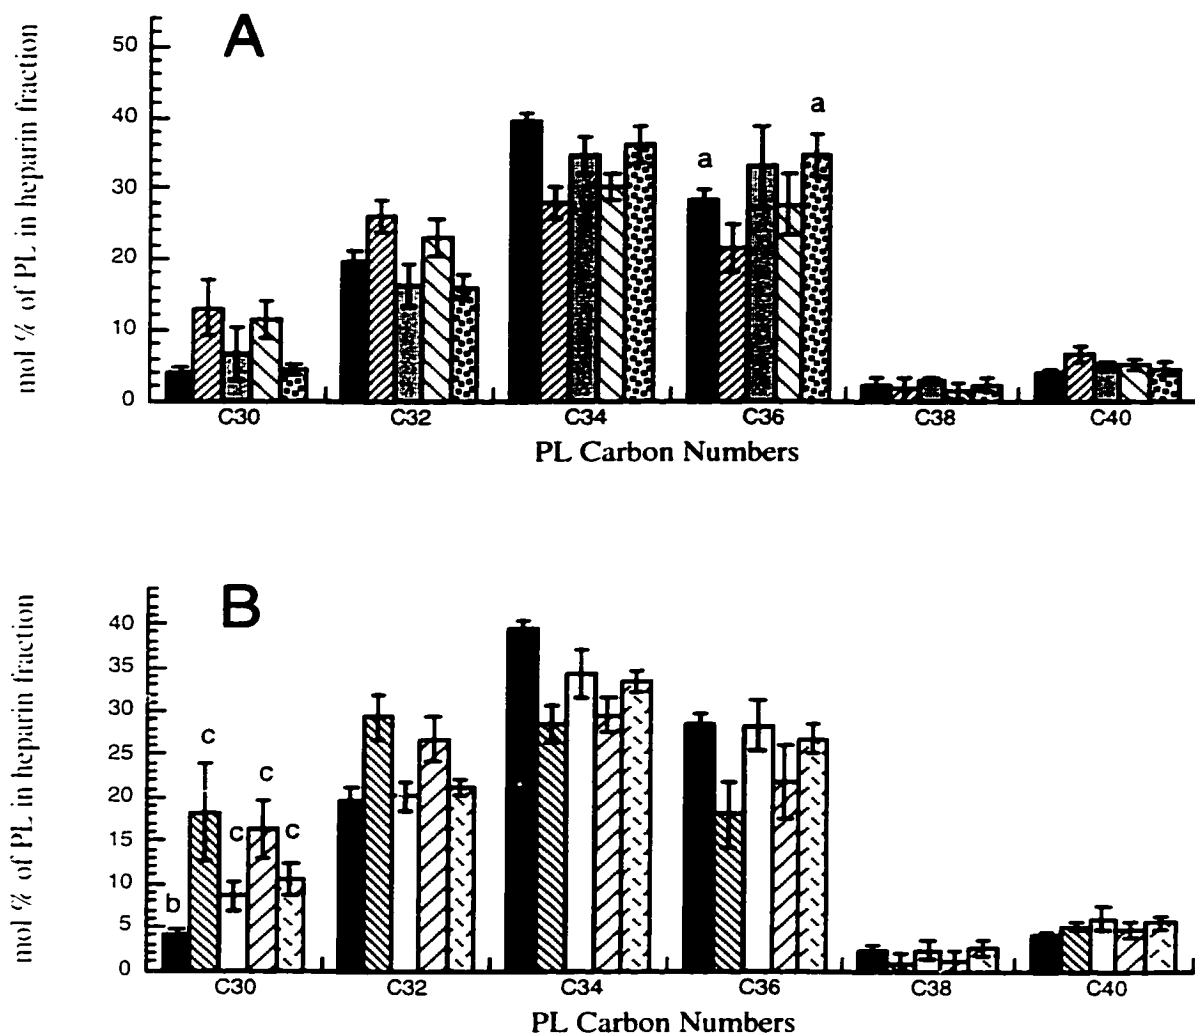 A
mol % of PL in heparin fraction
50
40
30
20
10
0
a
a
C30 C32 C34 C36 C38 C40
PL Carbon Numbers
B
mol % of PL in heparin fraction
40
35
30
25
20
15
10
5
0
b
c
c
c
c
C30 C32 C34 C36 C38 C40
PL Carbon Numbers